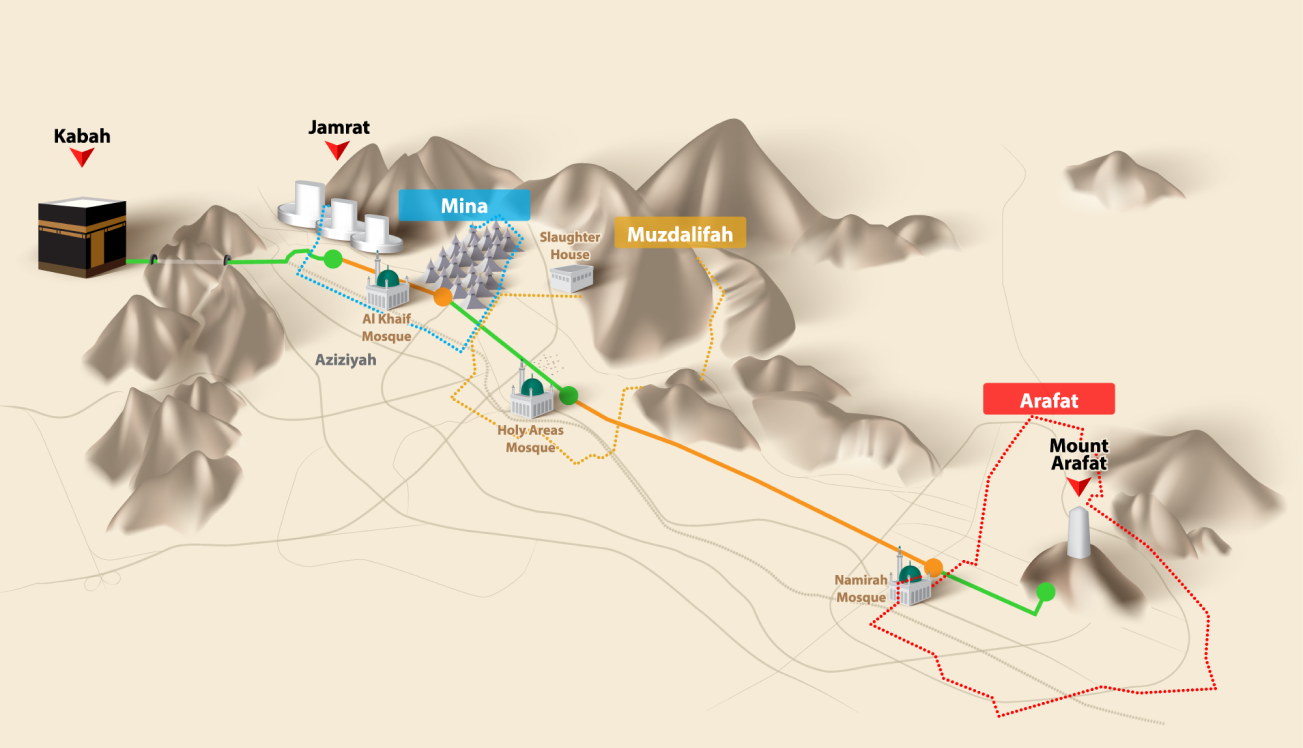 Kabah
Jamrat
Mina
Slaughter
House
Muzdalifah
Al Khaif
Mosque
Aziziyah
Holy Areas
Mosque
Arafat
Mount
Arafat
Namirah
Mosque